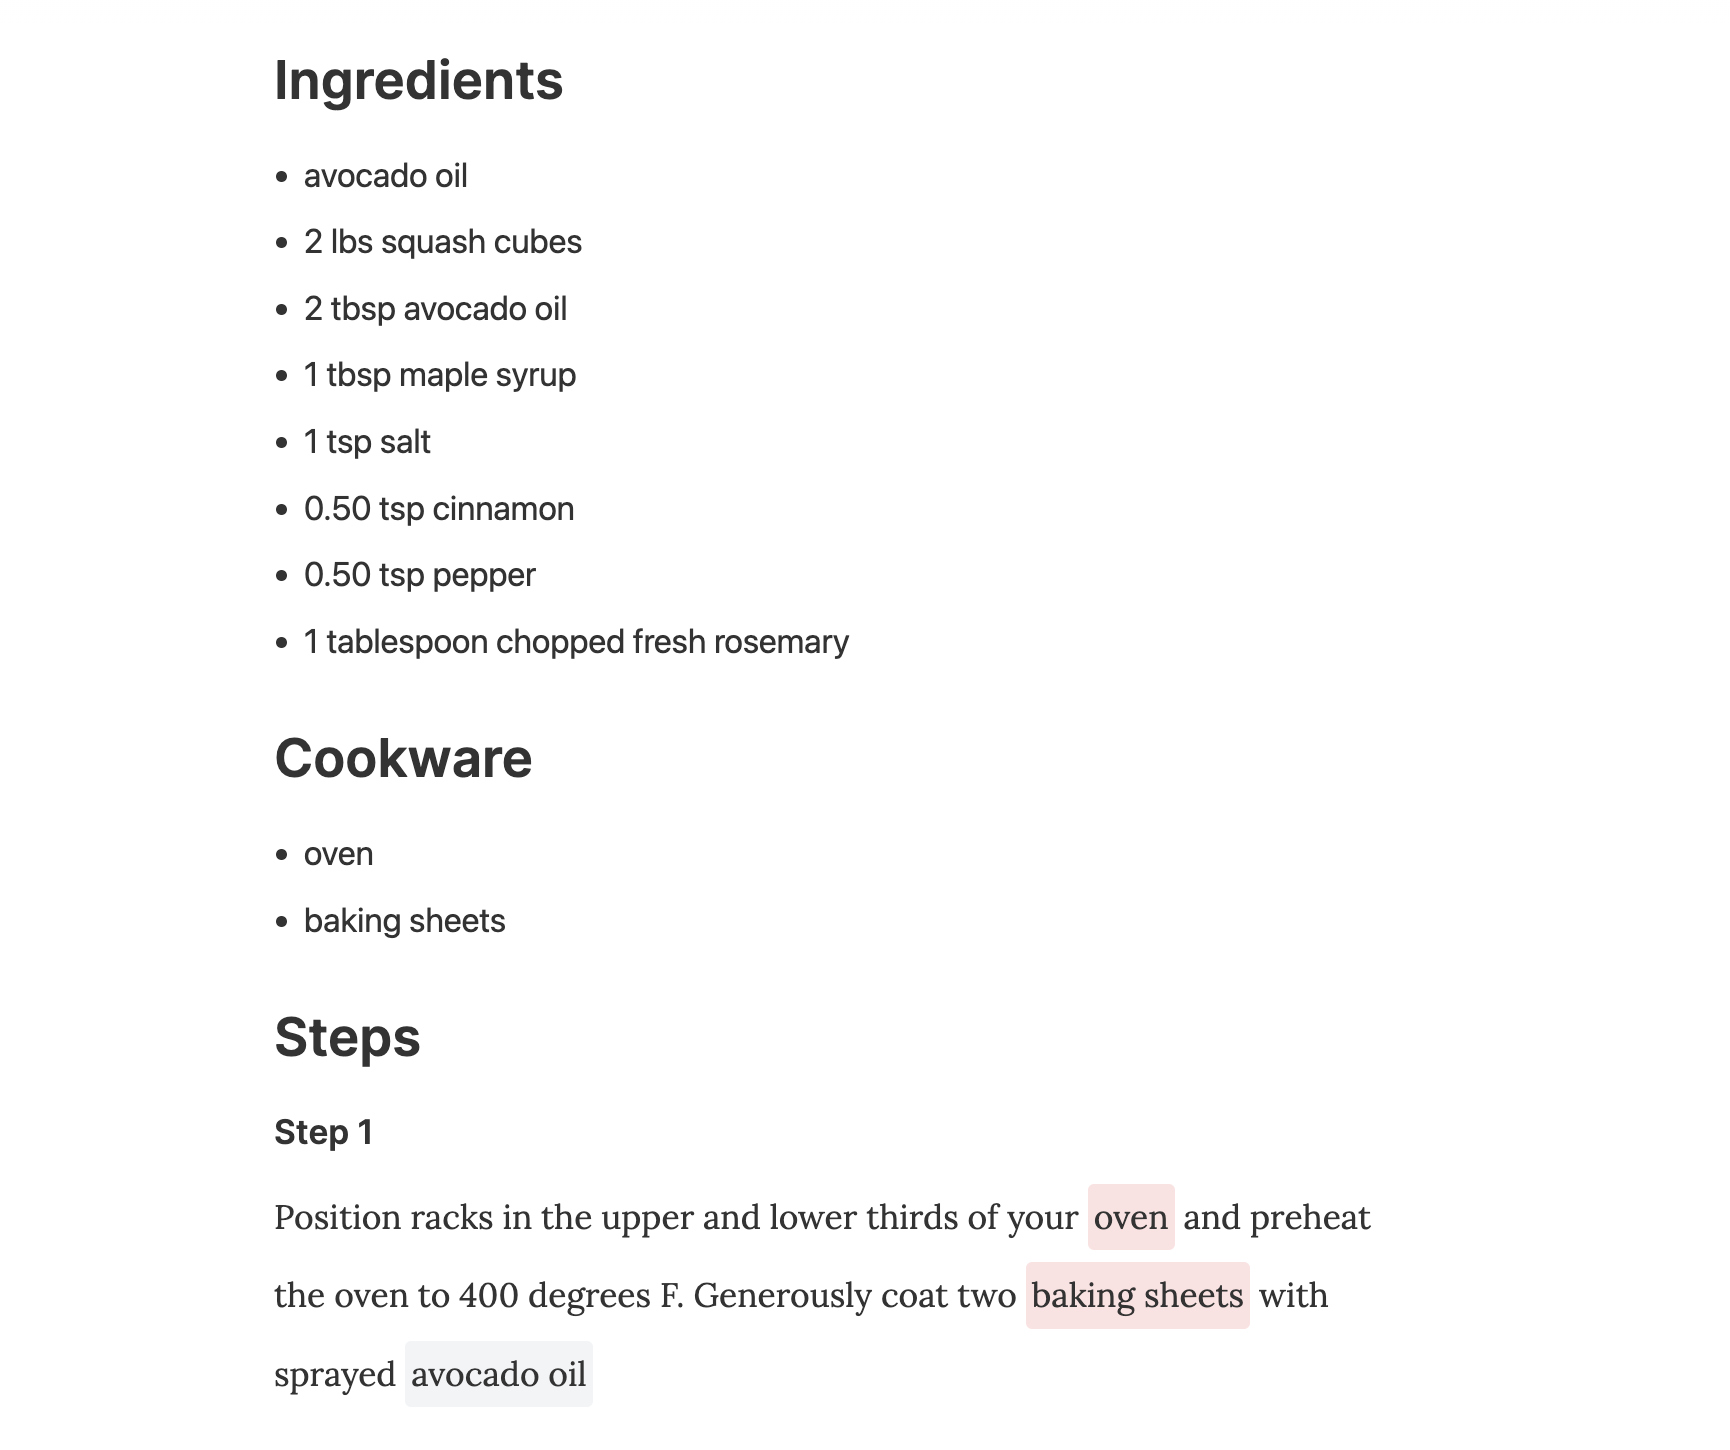 Ingredients
• avocado oil
• 2 lbs squash cubes
• 2 tbsp avocado oil
• 1 tbsp maple syrup
• 1 tsp salt
• 0.50 tsp cinnamon
• 0.50 tsp pepper
• 1 tablespoon chopped fresh rosemary
Cookware
• oven
• baking sheets
Steps
Step 1
Position racks in the upper and lower thirds of your oven and preheat
the oven to 400 degrees F. Generously coat two baking sheets with
sprayed avocado oil